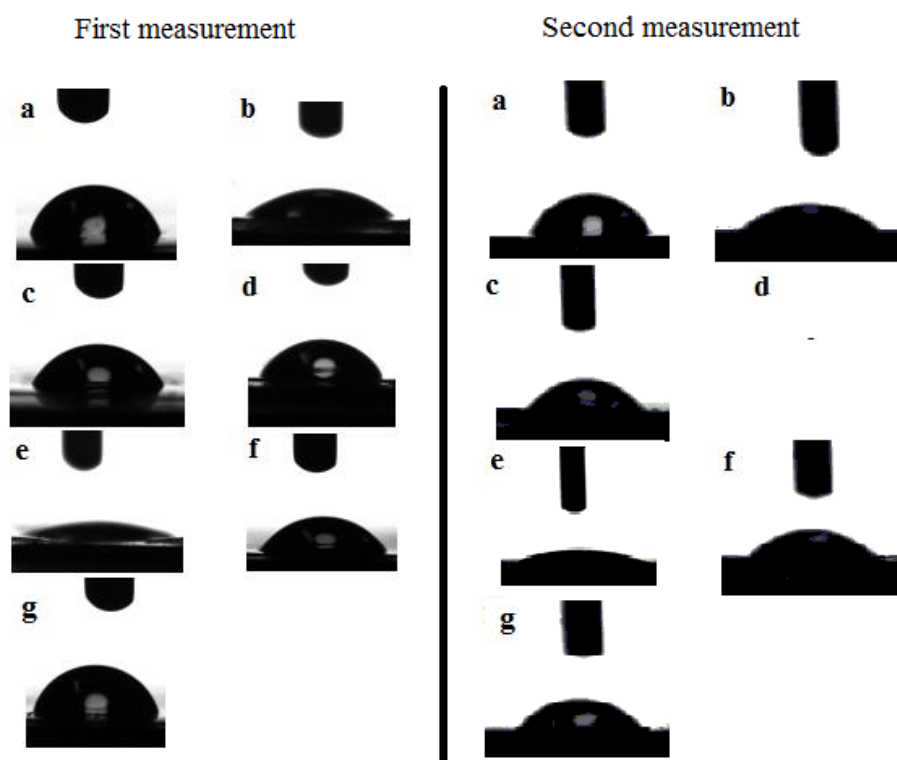 First measurement
a
b
c
d
e
f
g
Second measurement
a
b
c
d
-
e
f
g